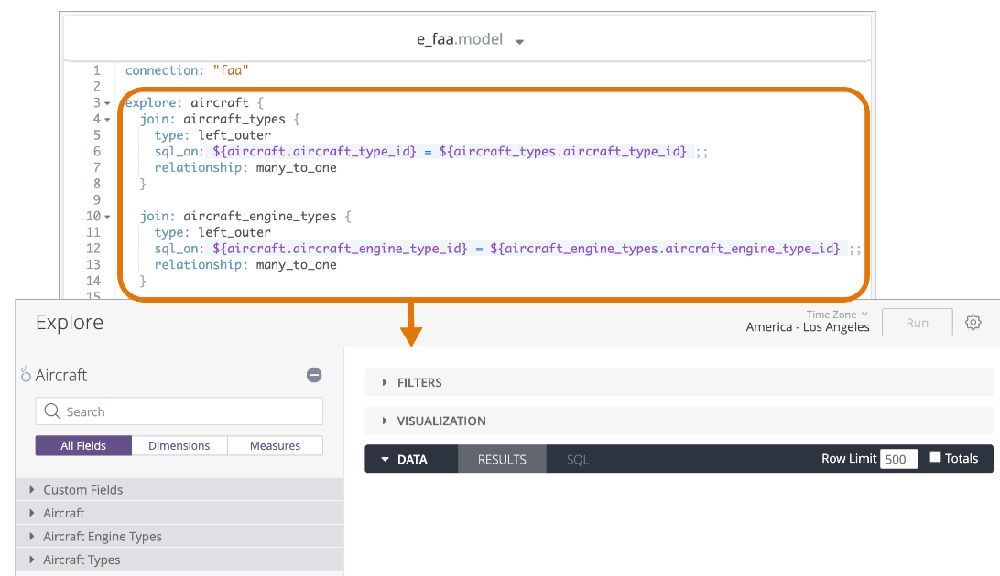 e_faa.model
1 connection: "faa"
2
3 explore: aircraft {
4 join: aircraft_types {
5 type: left_outer
6 sql_on: ${aircraft.aircraft_type_id} = ${aircraft_types.aircraft_type_id} ;;
7 relationship: many_to_one
8 }
9
10 join: aircraft_engine_types {
11 type: left_outer
12 sql_on: ${aircraft.aircraft_engine_type_id} = ${aircraft_engine_types.aircraft_engine_type_id} ;;
13 relationship: many_to_one
14 }
15
Explore
Time Zone
America - Los Angeles
Run
Aircraft
Search
All Fields Dimensions Measures
Custom Fields
Aircraft
Aircraft Engine Types
Aircraft Types
FILTERS
VISUALIZATION
DATA RESULTS SQL Row Limit 500 Totals